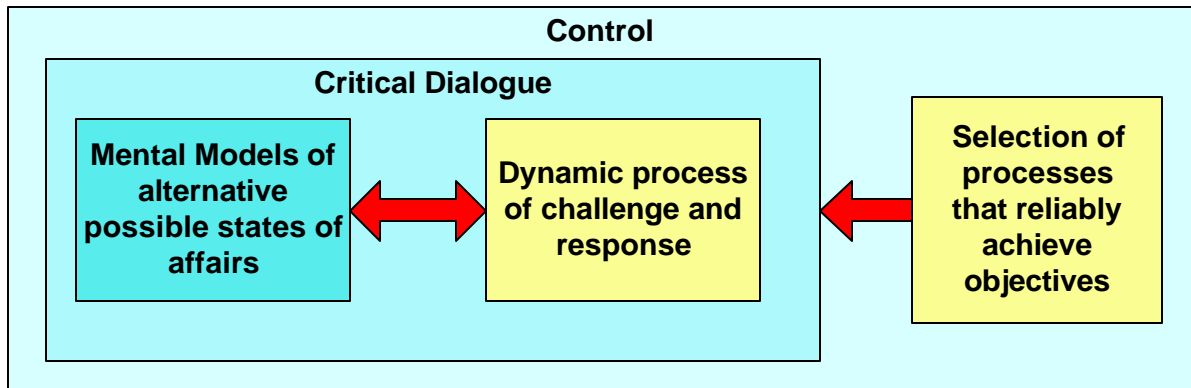 Control
Critical Dialogue
Mental Models of
alternative
possible states of
affairs
Dynamic process
of challenge and
response
Selection of
processes
that reliably
achieve
objectives